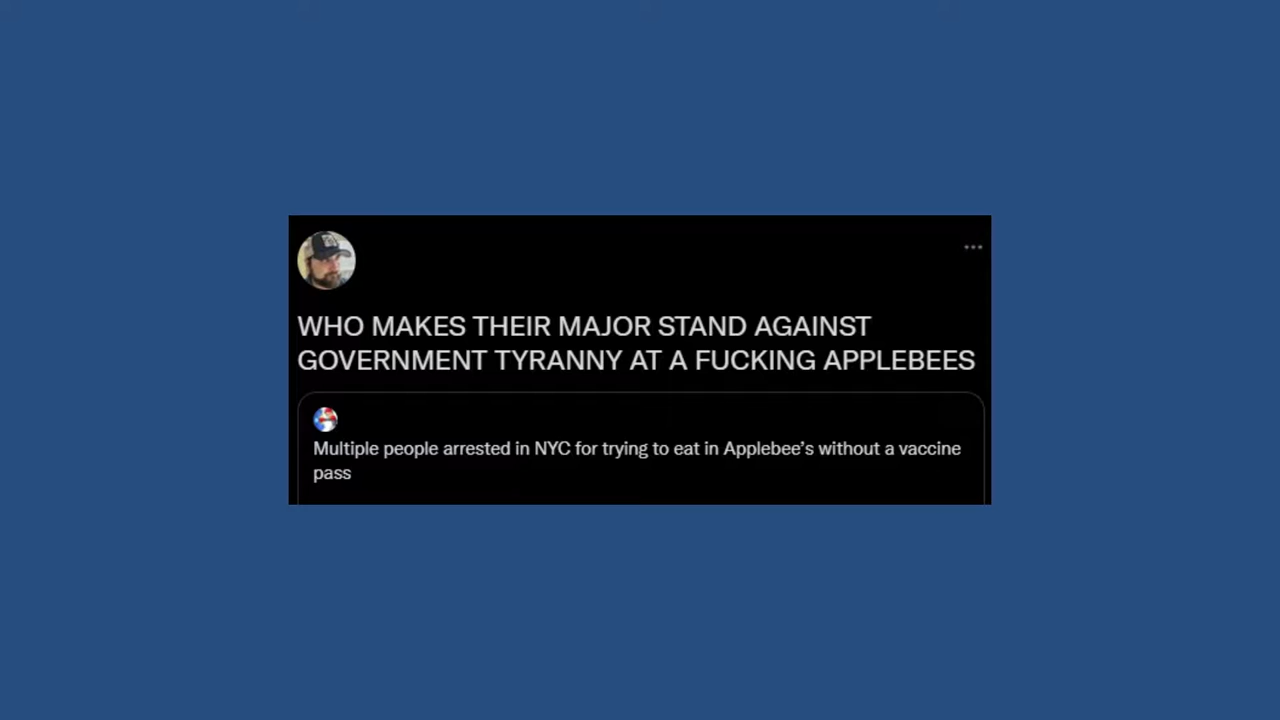 WHO MAKES THEIR MAJOR STAND AGAINST
GOVERNMENT TYRANNY AT A FUCKING APPLEBEES
Multiple people arrested in NYC for trying to eat in Applebee’s without a vaccine
pass